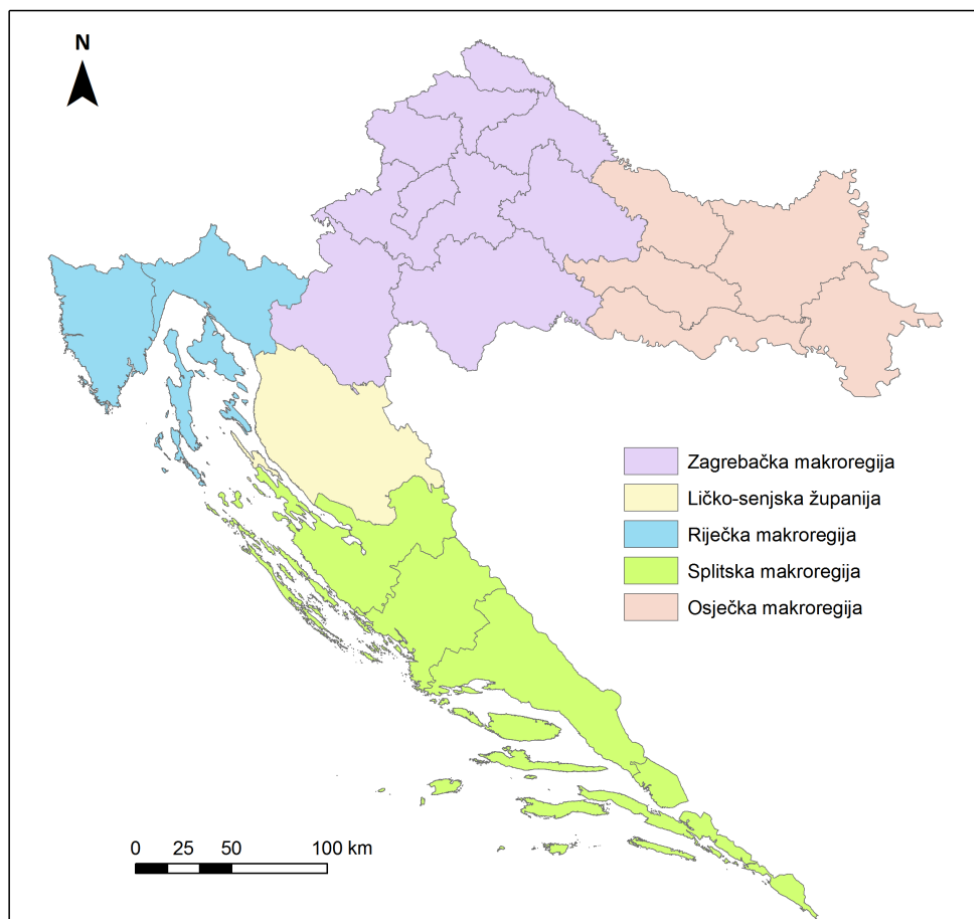 N
Zagrebačka makroregija
Ličko-senjska županija
Riječka makroregija
Splitska makroregija
Osječka makroregija
0 25 50 100 km